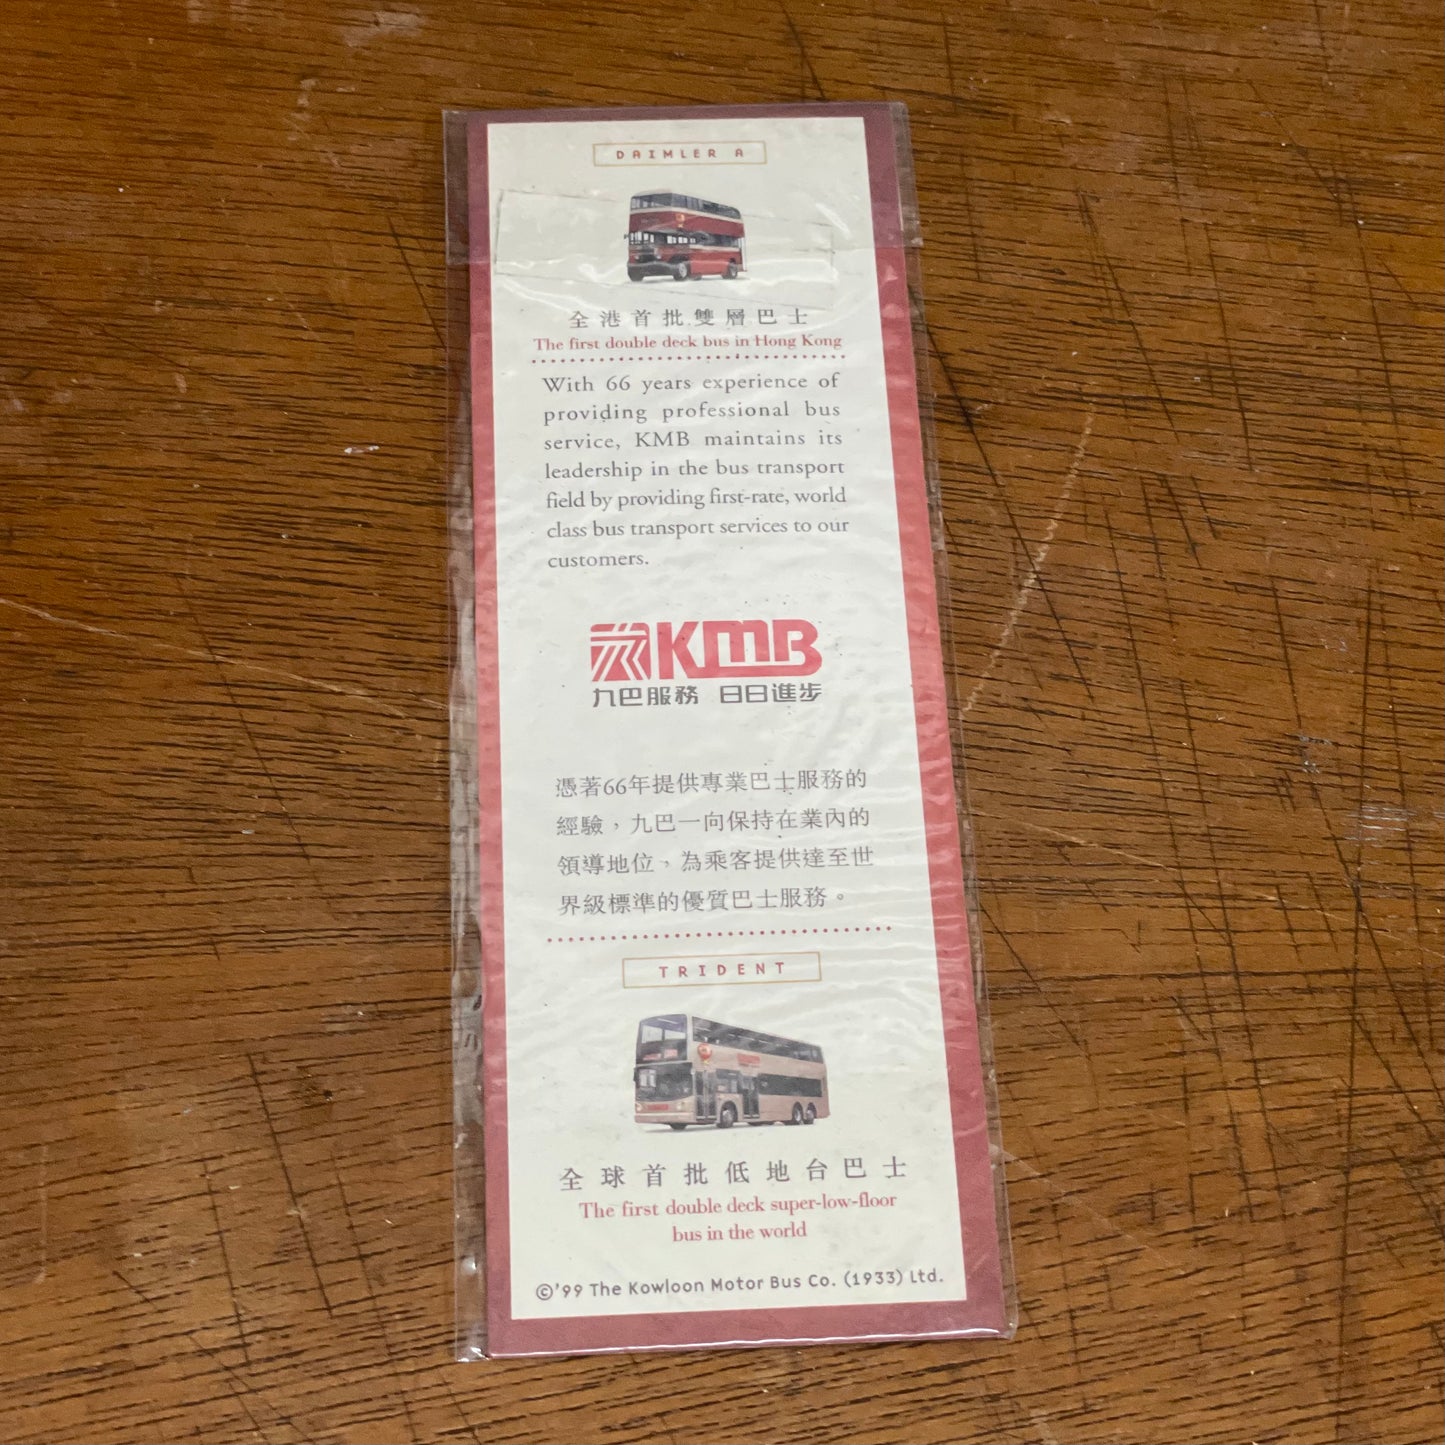 DAIMLER A
全港首批雙層巴士
The first double deck bus in Hong Kong
With 66 years experience of
providing professional bus
service, KMB maintains its
leadership in the bus transport
field by providing first-rate, world
class bus transport services to our
customers.
KMB
九巴服務 日日進步
憑著66年提供專業巴士服務的
經驗，九巴一向保持在業內的
領導地位，為乘客提供達至世
界級標準的優質巴士服務。
TRIDENT
全球首批低地台巴士
The first double deck super-low-floor
bus in the world
©'99 The Kowloon Motor Bus Co. (1933) Ltd.